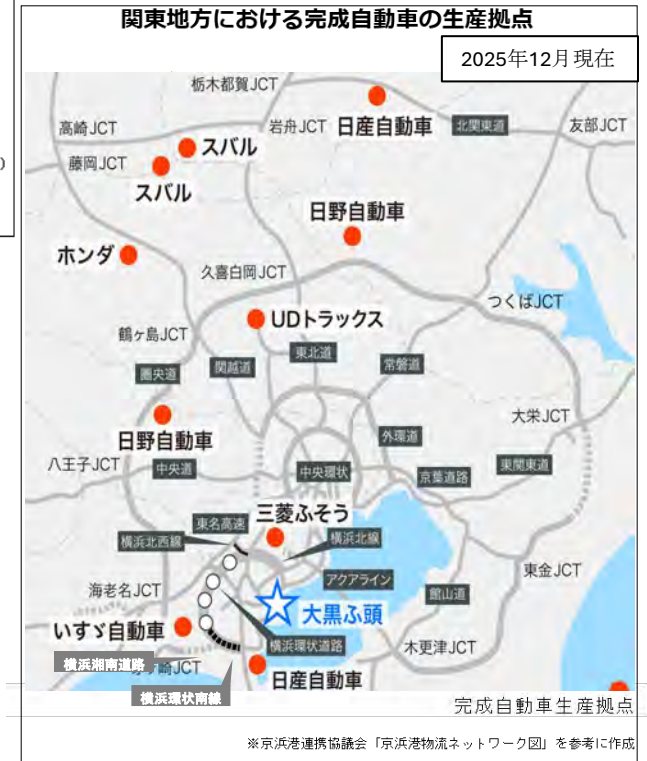 関東地方における完成自動車の生産拠点
2025年12月現在
栃木都賀JCT
高崎JCT
岩舟JCT
日産自動車
北関東道
友部JCT
藤岡JCT
スバル
スバル
日野自動車
ホンダ
久喜白岡JCT
つくばJCT
UDトラックス
鶴ヶ島JCT
東北道
圏央道
関越道
常磐道
大栄JCT
日野自動車
外環道
八王子JCT
中央道
中央環状
京葉道路
東関東道
三菱ふそう
東名高速
横浜北西線
横浜北線
東金JCT
海老名JCT
アクアライン
館山道
大黒ふ頭
いすゞ自動車
横浜環状道路
木更津JCT
横浜湘南道路
ヶ崎JCT
日産自動車
横浜環状南線
完成自動車生産拠点
※京浜港連携協議会「京浜港物流ネットワーク図」を参考に作成